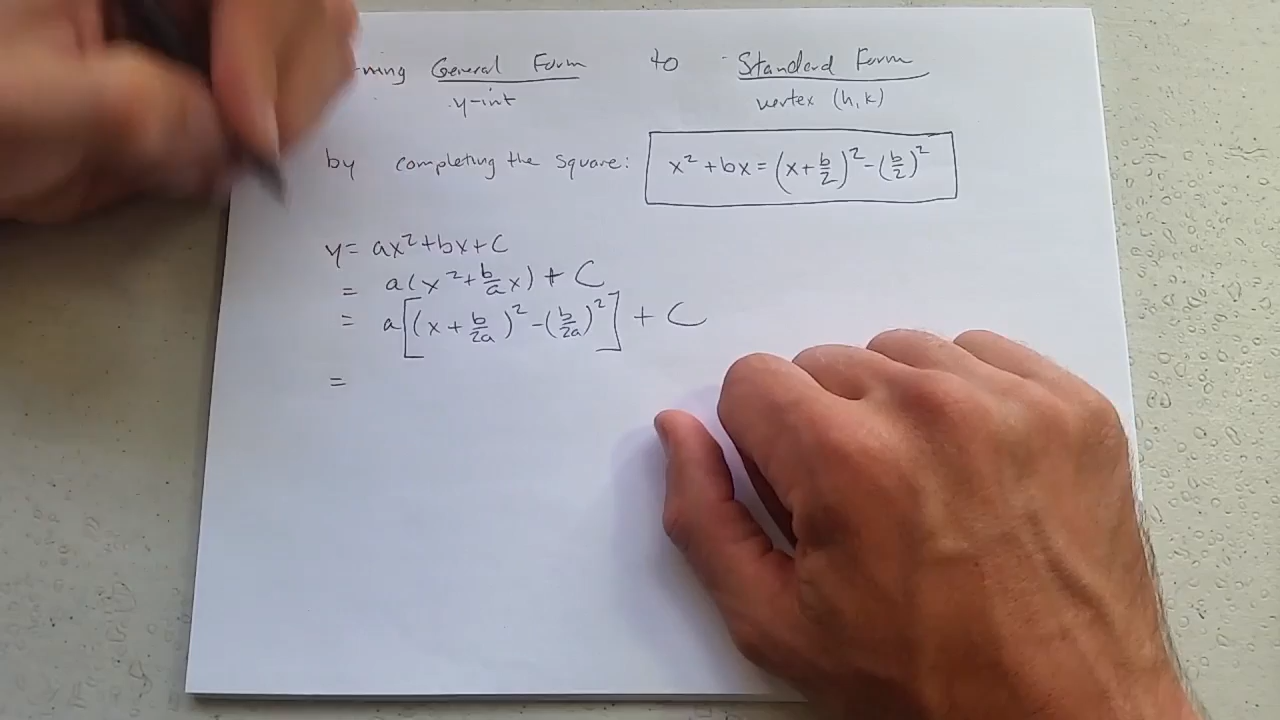 General Form to Standard Form
y-int vertex (h,k)
by completing the square: x² + bx = (x + b/2)² - (b/2)²
y = ax² + bx + c
= a(x² + b/a x) + C
= a[(x + b/2a)² - (b/2a)²] + C
=